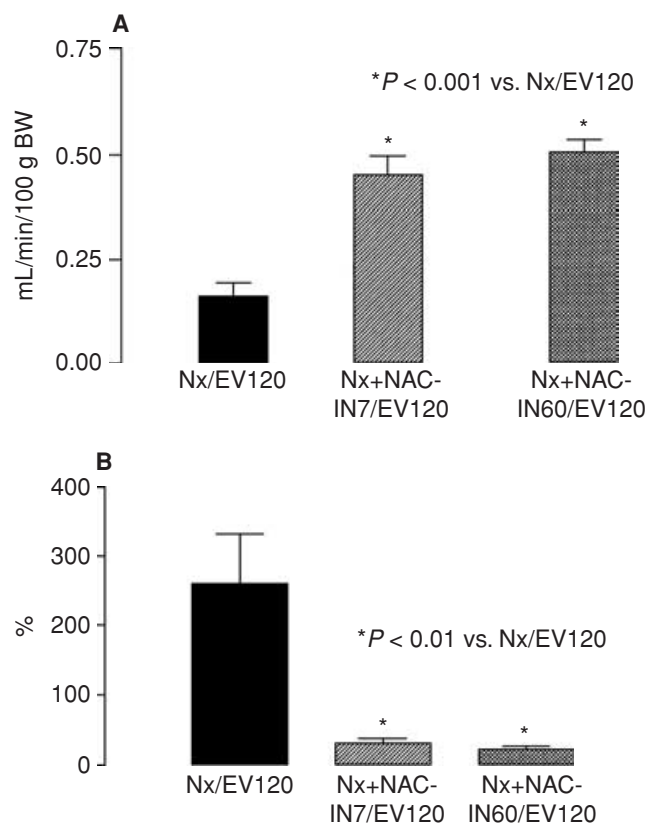 A
0.75
0.50
0.25
0.00
mL/min/100 g BW
*P < 0.001 vs. Nx/EV120
*
*
Nx/EV120
Nx+NAC-
IN7/EV120
Nx+NAC-
IN60/EV120
B
400
300
200
100
0
%
*P < 0.01 vs. Nx/EV120
*
*
Nx/EV120
Nx+NAC-
IN7/EV120
Nx+NAC-
IN60/EV120